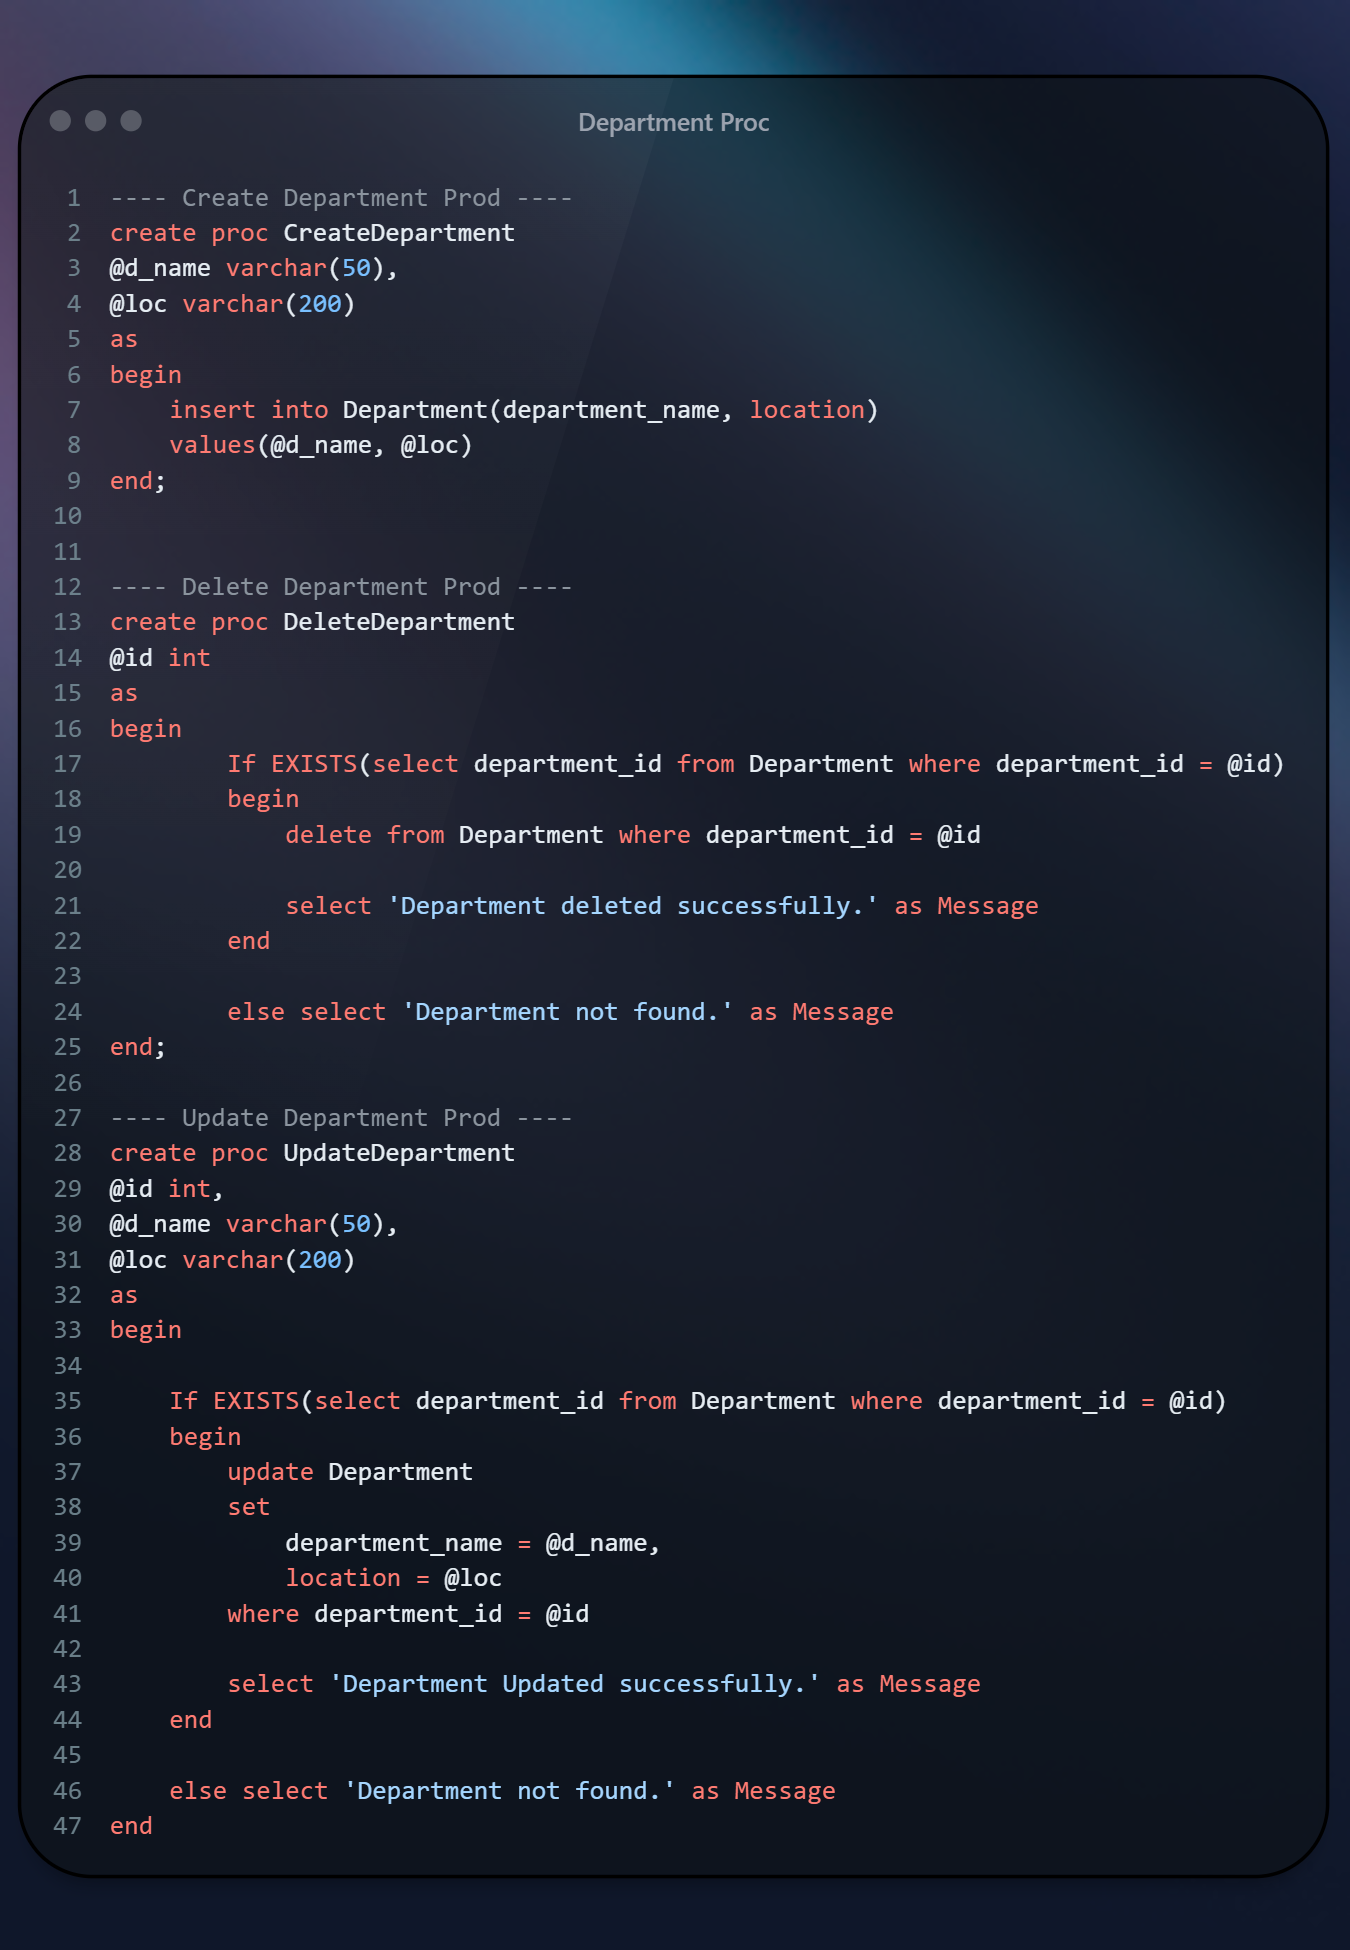 Department Proc
1 ---- Create Department Prod ----
2 create proc CreateDepartment
3 @d_name varchar(50),
4 @loc varchar(200)
5 as
6 begin
7     insert into Department(department_name, location)
8     values(@d_name, @loc)
9 end;
10
11
12 ---- Delete Department Prod ----
13 create proc DeleteDepartment
14 @id int
15 as
16 begin
17         If EXISTS(select department_id from Department where department_id = @id)
18         begin
19             delete from Department where department_id = @id
20
21             select 'Department deleted successfully.' as Message
22         end
23
24         else select 'Department not found.' as Message
25 end;
26
27 ---- Update Department Prod ----
28 create proc UpdateDepartment
29 @id int,
30 @d_name varchar(50),
31 @loc varchar(200)
32 as
33 begin
34
35     If EXISTS(select department_id from Department where department_id = @id)
36     begin
37         update Department
38         set
39             department_name = @d_name,
40             location = @loc
41         where department_id = @id
42
43         select 'Department Updated successfully.' as Message
44     end
45
46     else select 'Department not found.' as Message
47 end